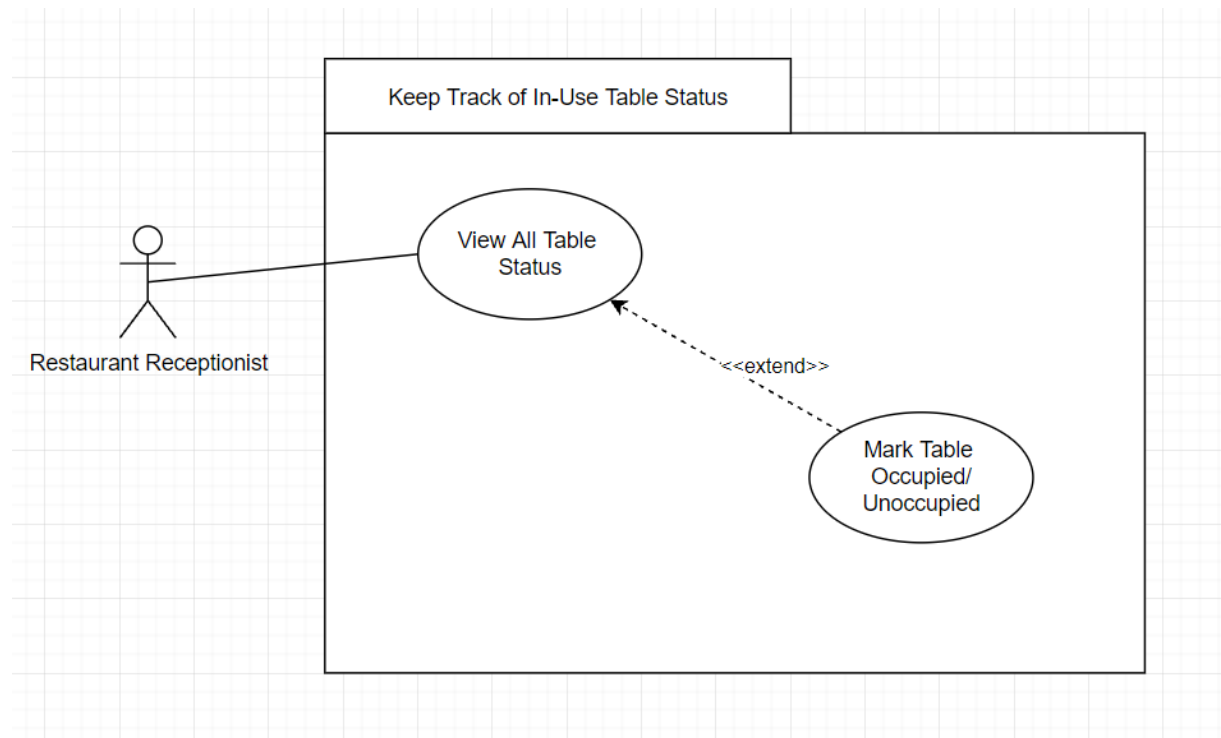 Keep Track of In-Use Table Status
View All Table
Status
Restaurant Receptionist
<<extend>>
Mark Table
Occupied/
Unoccupied